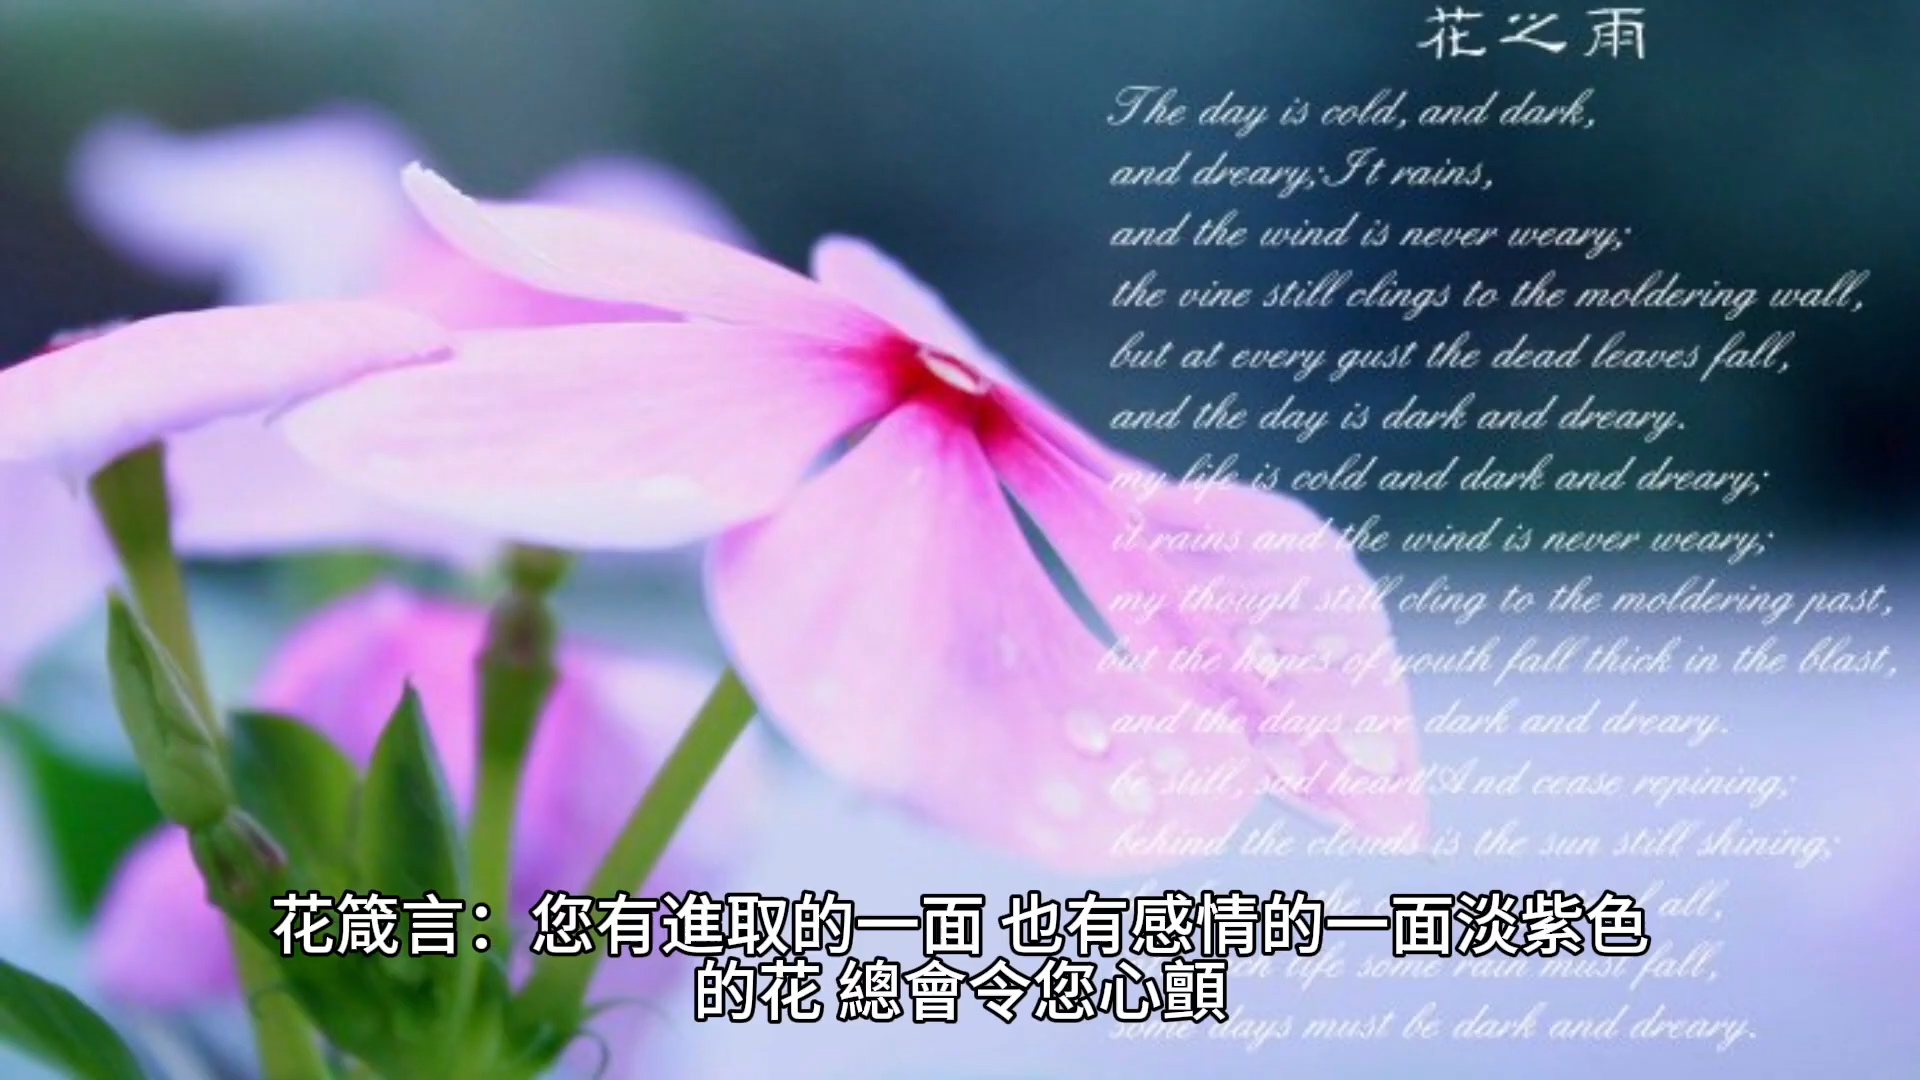 花之雨
The day is cold, and dark,
and dreary;It rains,
and the wind is never weary;
the vine still clings to the moldering wall,
but at every gust the dead leaves fall,
and the day is dark and dreary.
my life is cold and dark and dreary;
it rains and the wind is never weary;
my though still cling to the moldering past,
but the hopes of youth fall thick in the blast,
and the days are dark and dreary.
be still, sad heart!And cease repining;
behind the clouds is the sun still shining;
all,
life some rain must fall,
some days must be dark and dreary.
花箴言：您有進取的一面 也有感情的一面淡紫色
的花 總會令您心顫